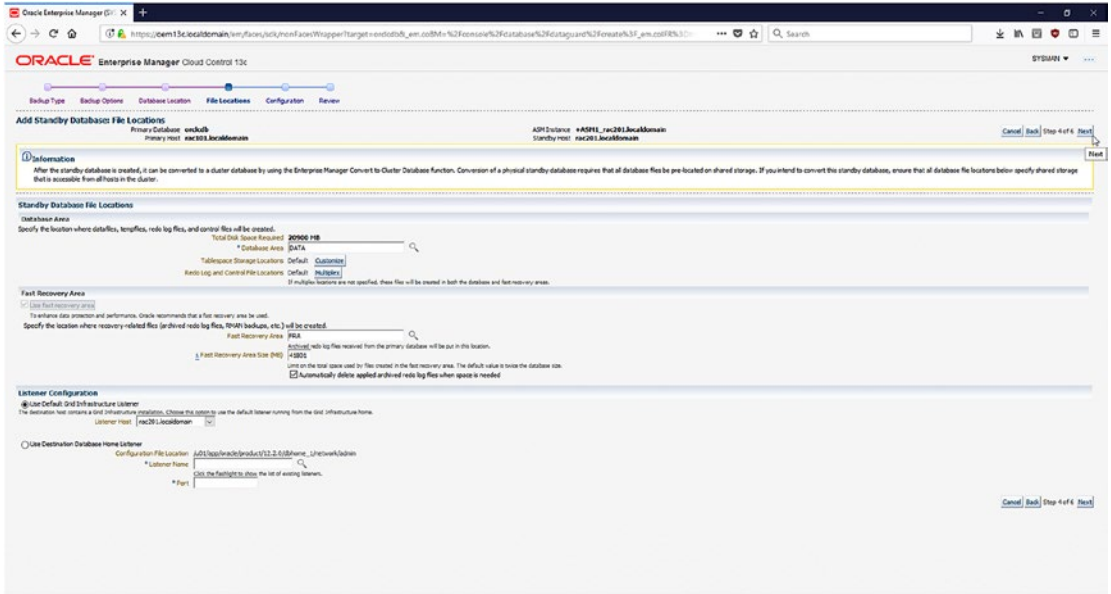 Oracle Enterprise Manager (SYS X +
https://oem13c.localdomain/em/faces/sdk/nonFacesWrapper?target=
Search
ORACLE Enterprise Manager Cloud Control 13c
SYSMAN
Backup Type Backup Options Database Location File Locations Configuration Review
Add Standby Database: File Locations
Primary Database orclcdb
Primary Host rac101.localdomain
ASM Instance +ASM1_rac201.localdomain
Standby Host rac201.localdomain
Cancel Back Step 4 of 6 Next
Next
Information
After the standby database is created, it can be converted to a cluster database by using the Enterprise Manager Convert to Cluster Database function. Conversion of a physical standby database requires that all database files be pre-located on shared storage. If you intend to convert this standby database, ensure that all database file locations below specify shared storage
that is accessible from all hosts in the cluster.
Standby Database File Locations
Database Area
Specify the location where datafiles, tempfiles, redo log files, and control files will be created.
Total Disk Space Required 20900 MB
* Database Area DATA
Tablespace Storage Locations Default Customize
Redo Log and Control File Locations Default Multiplex
If multiplex locations are not specified, these files will be created in both the database and fast recovery areas.
Fast Recovery Area
Use fast recovery area
To enhance data protection and performance. Oracle recommends that a fast recovery area be used.
Specify the location where recovery-related files (archived redo log files, RMAN backups, etc.) will be created.
Fast Recovery Area FRA
Archived redo log files received from the primary database will be put in this location.
Fast Recovery Area Size (MB) 41801
Limit on the total space used by files created in the fast recovery area. The default value is twice the database size.
Automatically delete applied archived redo log files when space is needed
Listener Configuration
Use Default Grid Infrastructure Listener
The destination host contains a Grid Infrastructure installation. Choose this option to use the default listener running from the Grid Infrastructure home.
Listener Host rac201.localdomain
Use Destination Database Home Listener
Configuration File Location /u01/app/oracle/product/12.2.0/dbhome_1/network/admin
* Listener Name
Click the flashlight to show the list of existing listeners.
* Port
Cancel Back Step 4 of 6 Next